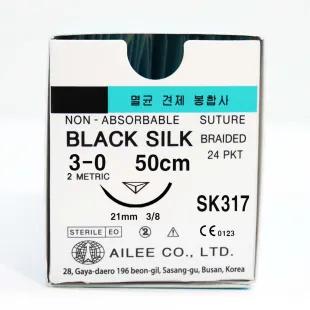 멸균 견제 봉합사
NON - ABSORBABLE SUTURE
BLACK SILK BRAIDED
3-0 50cm 24 PKT
2 METRIC
21mm 3/8 SK317
STERILE EO 2 CE 0123
AILEE CO., LTD.
28, Gaya-daero 196 beon-gil, Sasang-gu, Busan, Korea